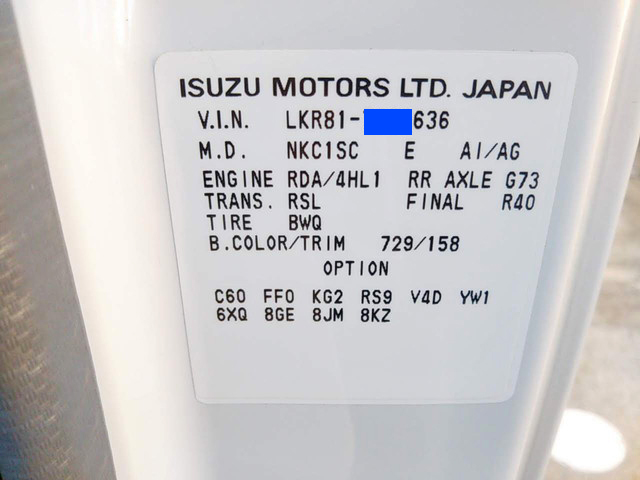 ISUZU MOTORS LTD. JAPAN
V.I.N. LKR81- 636
M.D. NKC1SC E AI/AG
ENGINE RDA/4HL1 RR AXLE G73
TRANS. RSL FINAL R40
TIRE BWQ
B.COLOR/TRIM 729/158
OPTION
C60 FF0 KG2 RS9 V4D YW1
6XQ 8GE 8JM 8KZ